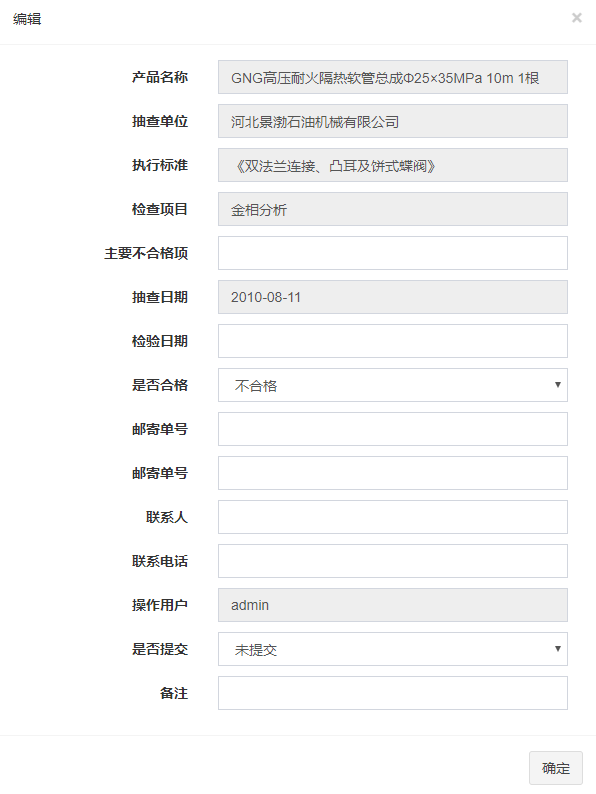 编辑 ×
产品名称 GNG高压耐火隔热软管总成Φ25×35MPa 10m 1根
抽查单位 河北景渤石油机械有限公司
执行标准 《双法兰连接、凸耳及饼式蝶阀》
检查项目 金相分析
主要不合格项
抽查日期 2010-08-11
检验日期
是否合格 不合格
邮寄单号
邮寄单号
联系人
联系电话
操作用户 admin
是否提交 未提交
备注
确定